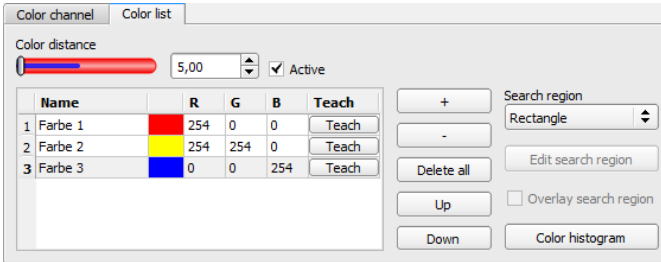 Color channel Color list
Color distance
5,00 Active
Name R G B Teach
1 Farbe 1 254 0 0 Teach
2 Farbe 2 254 254 0 Teach
3 Farbe 3 0 0 254 Teach
+
-
Delete all
Up
Down
Search region
Rectangle
Edit search region
Overlay search region
Color histogram